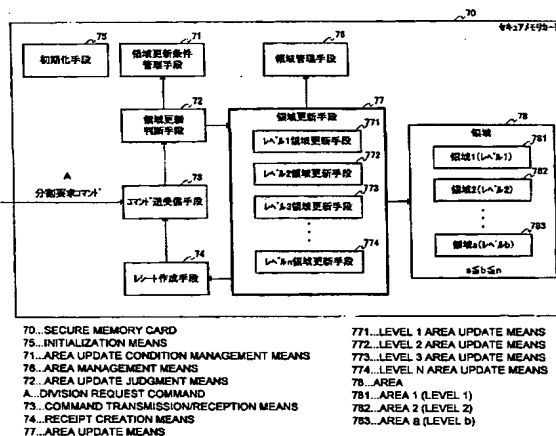 70
セキュアメモリカード
75
初期化手段
71
領域更新条件
管理手段
76
領域管理手段
72
領域更新
判断手段
77
領域更新手段
771
レベル1領域更新手段
772
レベル2領域更新手段
773
レベル3領域更新手段
774
レベルn領域更新手段
78
領域
781
領域1(レベル1)
782
領域2(レベル2)
783
領域a(レベルb)
a≦b≦n
A
分割要求コマンド
73
コマンド送受信手段
74
レシート作成手段
70...SECURE MEMORY CARD
75...INITIALIZATION MEANS
71...AREA UPDATE CONDITION MANAGEMENT MEANS
76...AREA MANAGEMENT MEANS
72...AREA UPDATE JUDGMENT MEANS
A...DIVISION REQUEST COMMAND
73...COMMAND TRANSMISSION/RECEPTION MEANS
74...RECEIPT CREATION MEANS
77...AREA UPDATE MEANS
771...LEVEL 1 AREA UPDATE MEANS
772...LEVEL 2 AREA UPDATE MEANS
773...LEVEL 3 AREA UPDATE MEANS
774...LEVEL N AREA UPDATE MEANS
78...AREA
781...AREA 1 (LEVEL 1)
782...AREA 2 (LEVEL 2)
783...AREA a (LEVEL b)